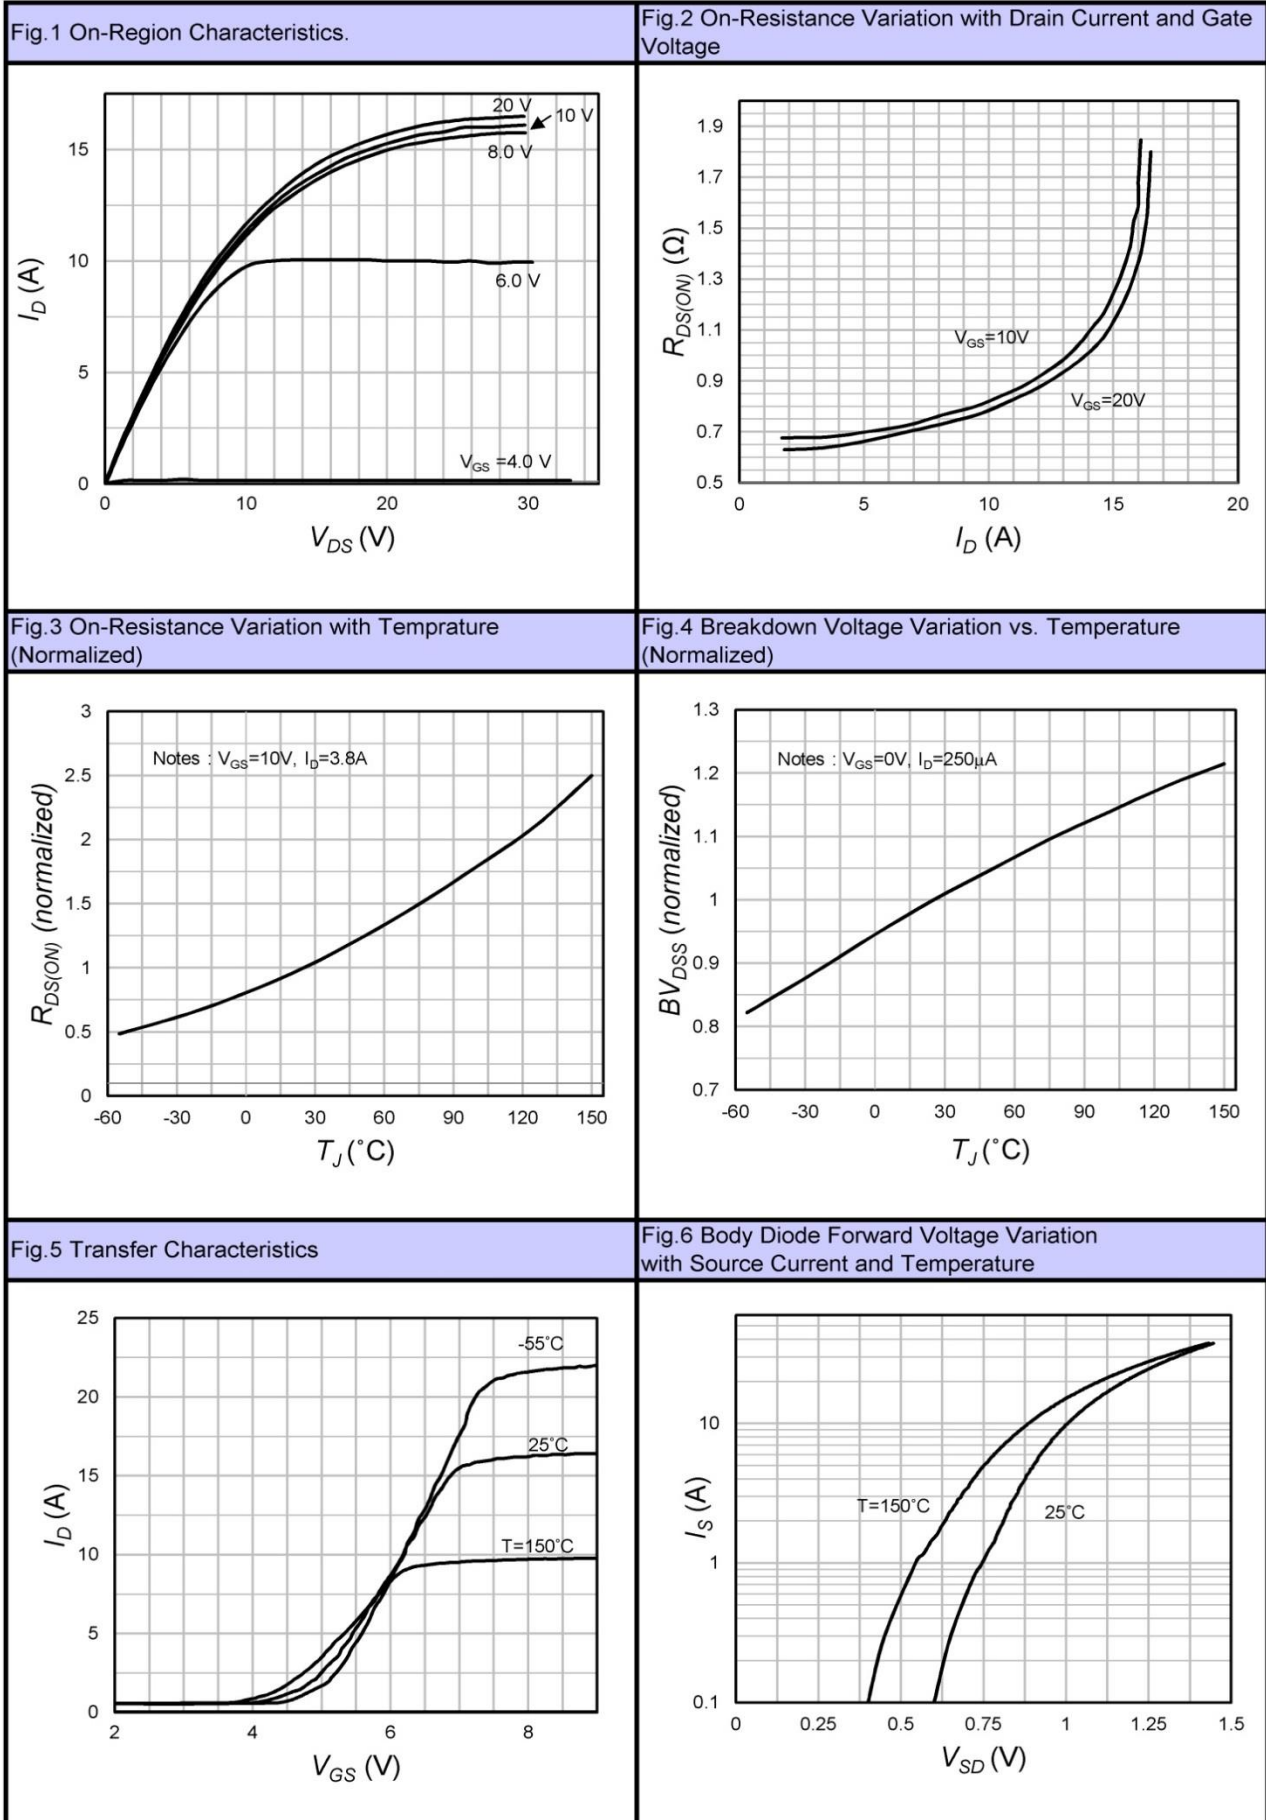 Fig.1 On-Region Characteristics.
Fig.2 On-Resistance Variation with Drain Current and Gate
Voltage
20 V
10 V
8.0 V
6.0 V
V_GS =4.0 V
15
10
5
0
0 10 20 30
I_D (A)
V_DS (V)
1.9
1.7
1.5
1.3
1.1
0.9
0.7
0.5
0 5 10 15 20
V_GS=10V
V_GS=20V
R_DS(ON) (Ω)
I_D (A)
Fig.3 On-Resistance Variation with Temprature
(Normalized)
Fig.4 Breakdown Voltage Variation vs. Temperature
(Normalized)
Notes : V_GS=10V, I_D=3.8A
3
2.5
2
1.5
1
0.5
0
-60 -30 0 30 60 90 120 150
R_DS(ON) (normalized)
T_J (˚C)
Notes : V_GS=0V, I_D=250μA
1.3
1.2
1.1
1
0.9
0.8
0.7
-60 -30 0 30 60 90 120 150
BV_DSS (normalized)
T_J (˚C)
Fig.5 Transfer Characteristics
Fig.6 Body Diode Forward Voltage Variation
with Source Current and Temperature
25
20
15
10
5
0
2 4 6 8
-55˚C
25˚C
T=150˚C
I_D (A)
V_GS (V)
10
1
0.1
0 0.25 0.5 0.75 1 1.25 1.5
T=150˚C
25˚C
I_S (A)
V_SD (V)